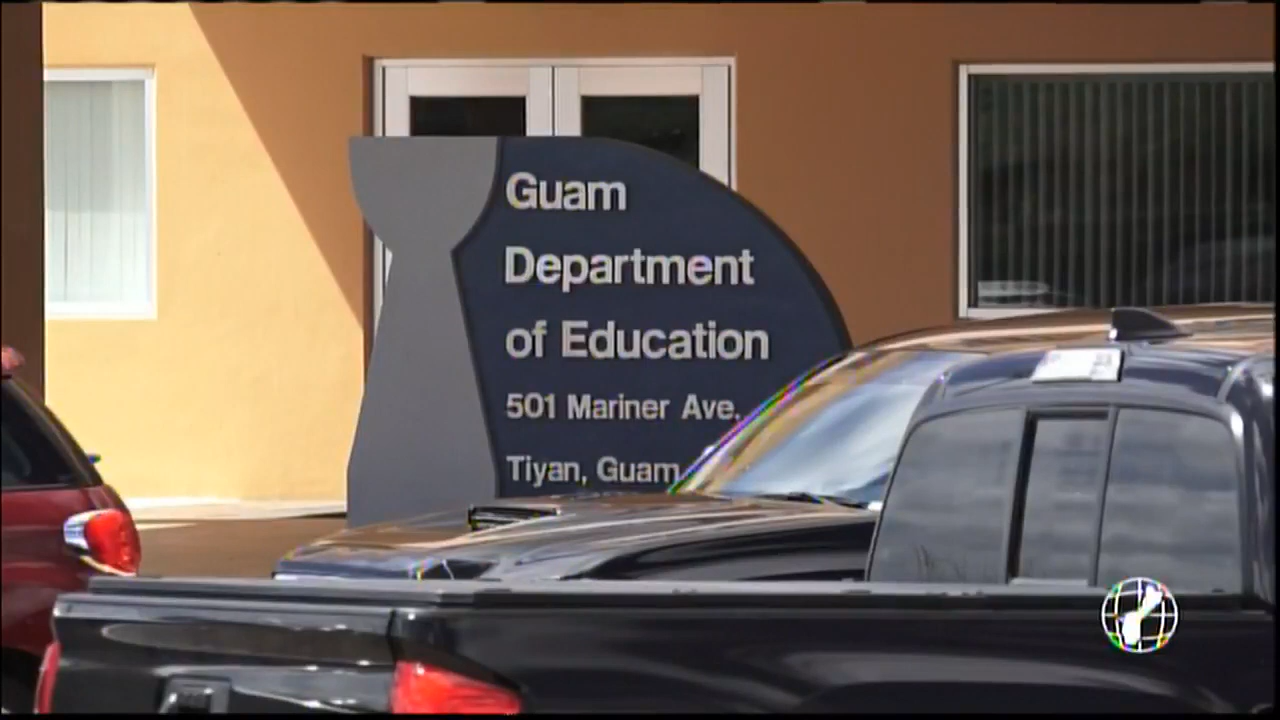 Guam
Department
of Education
501 Mariner Ave.
Tiyan, Guam